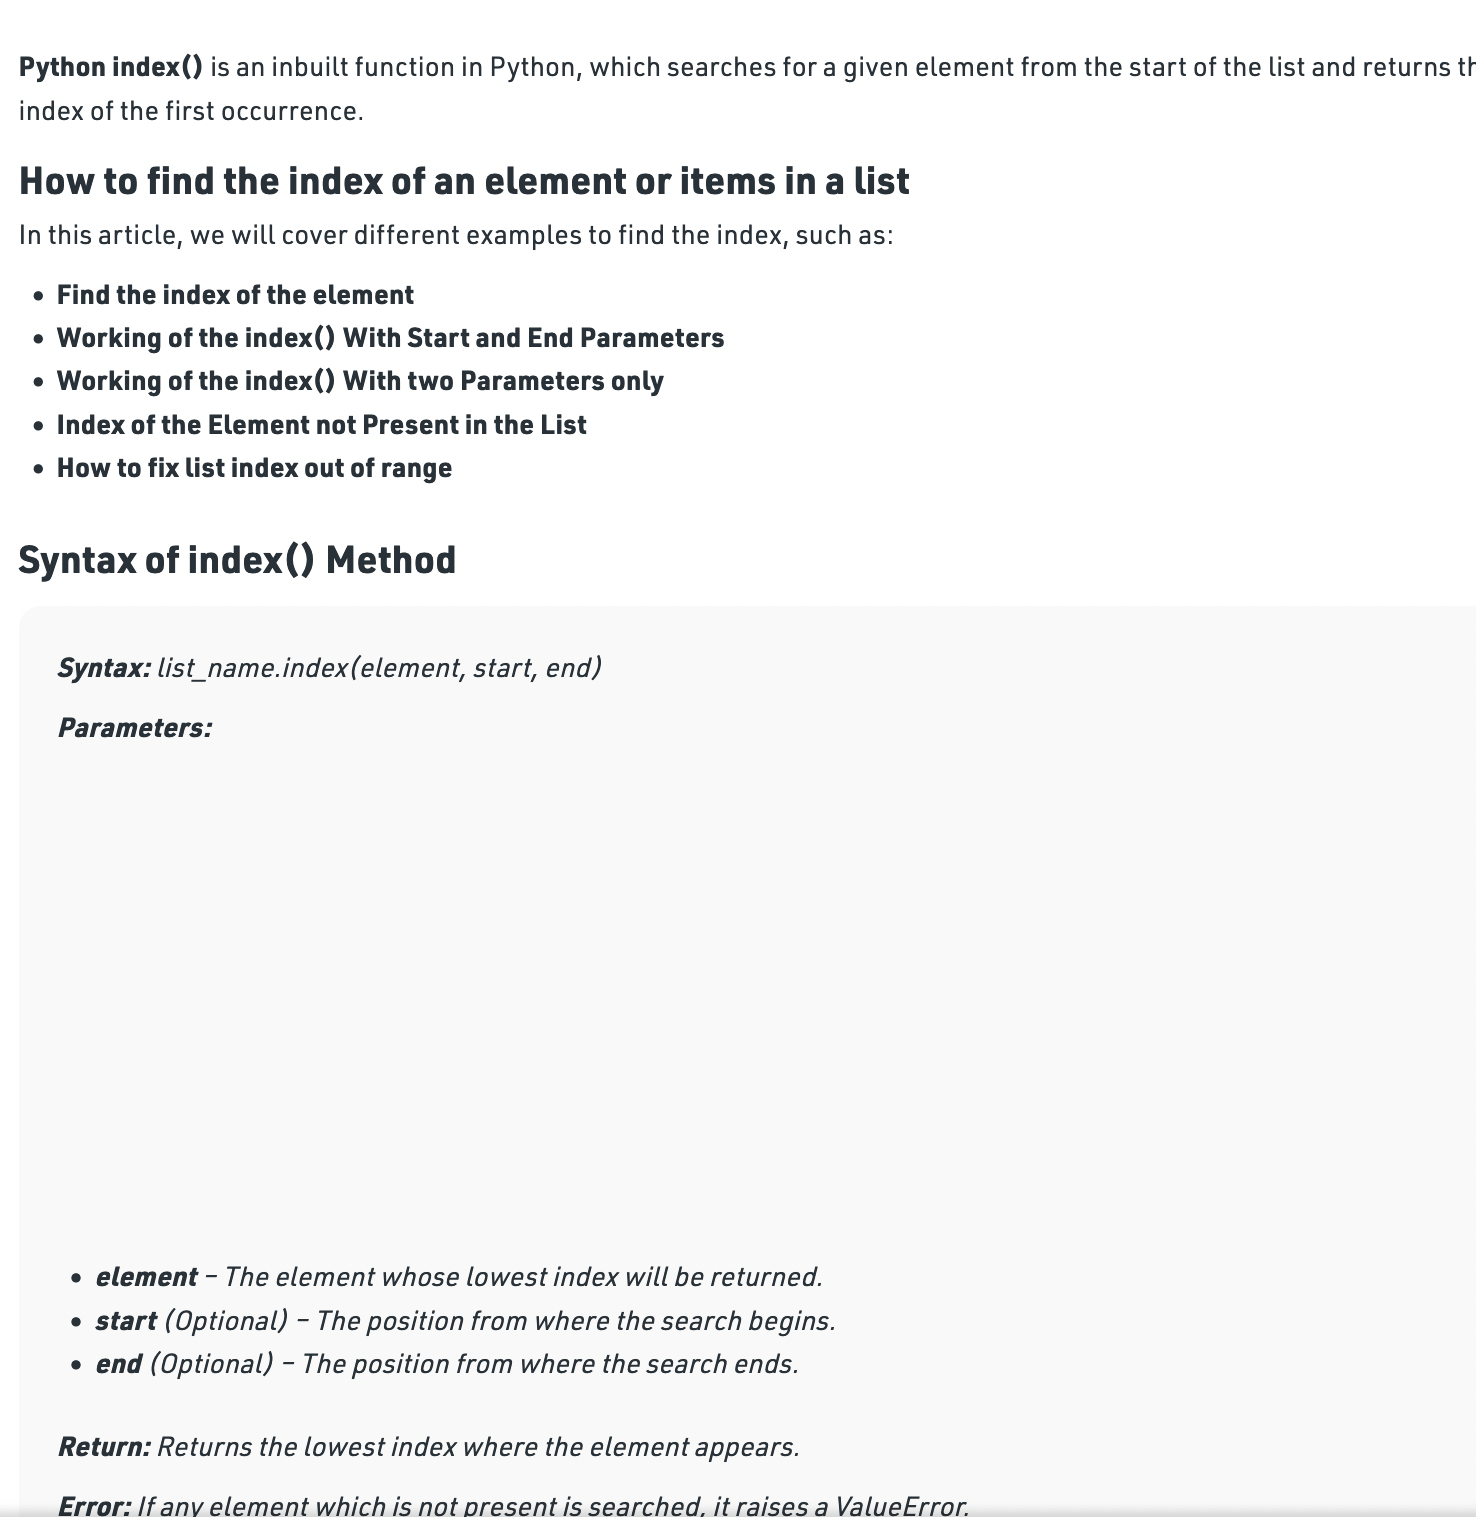 Python index() is an inbuilt function in Python, which searches for a given element from the start of the list and returns
index of the first occurrence.
How to find the index of an element or items in a list
In this article, we will cover different examples to find the index, such as:
• Find the index of the element
• Working of the index() With Start and End Parameters
• Working of the index() With two Parameters only
• Index of the Element not Present in the List
• How to fix list index out of range
Syntax of index() Method
Syntax: list_name.index(element, start, end)
Parameters:
• element – The element whose lowest index will be returned.
• start (Optional) – The position from where the search begins.
• end (Optional) – The position from where the search ends.
Return: Returns the lowest index where the element appears.
Error: If any element which is not present is searched, it raises a ValueError.